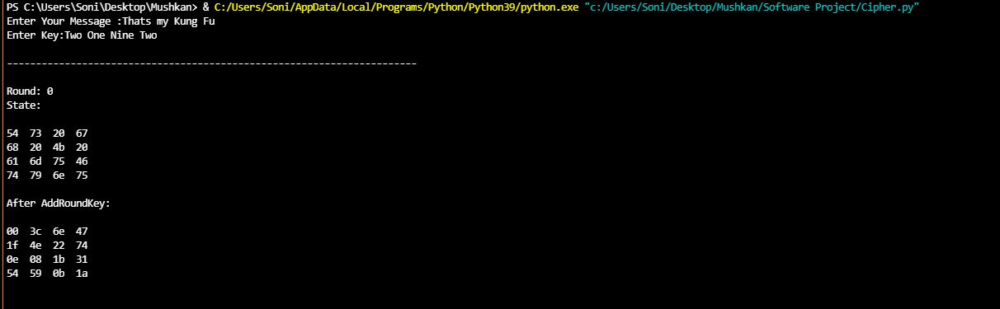 PS C:\Users\Soni\Desktop\Mushkan> & C:/Users/Soni/AppData/Local/Programs/Python/Python39/python.exe "c:/Users/Soni/Desktop/Mushkan/Software Project/Cipher.py"
Enter Your Message :Thats my Kung Fu
Enter Key:Two One Nine Two
-----------------------------------------------------------------------
Round: 0
State:
54 73 20 67
68 20 4b 20
61 6d 75 46
74 79 6e 75
After AddRoundKey:
00 3c 6e 47
1f 4e 22 74
0e 08 1b 31
54 59 0b 1a